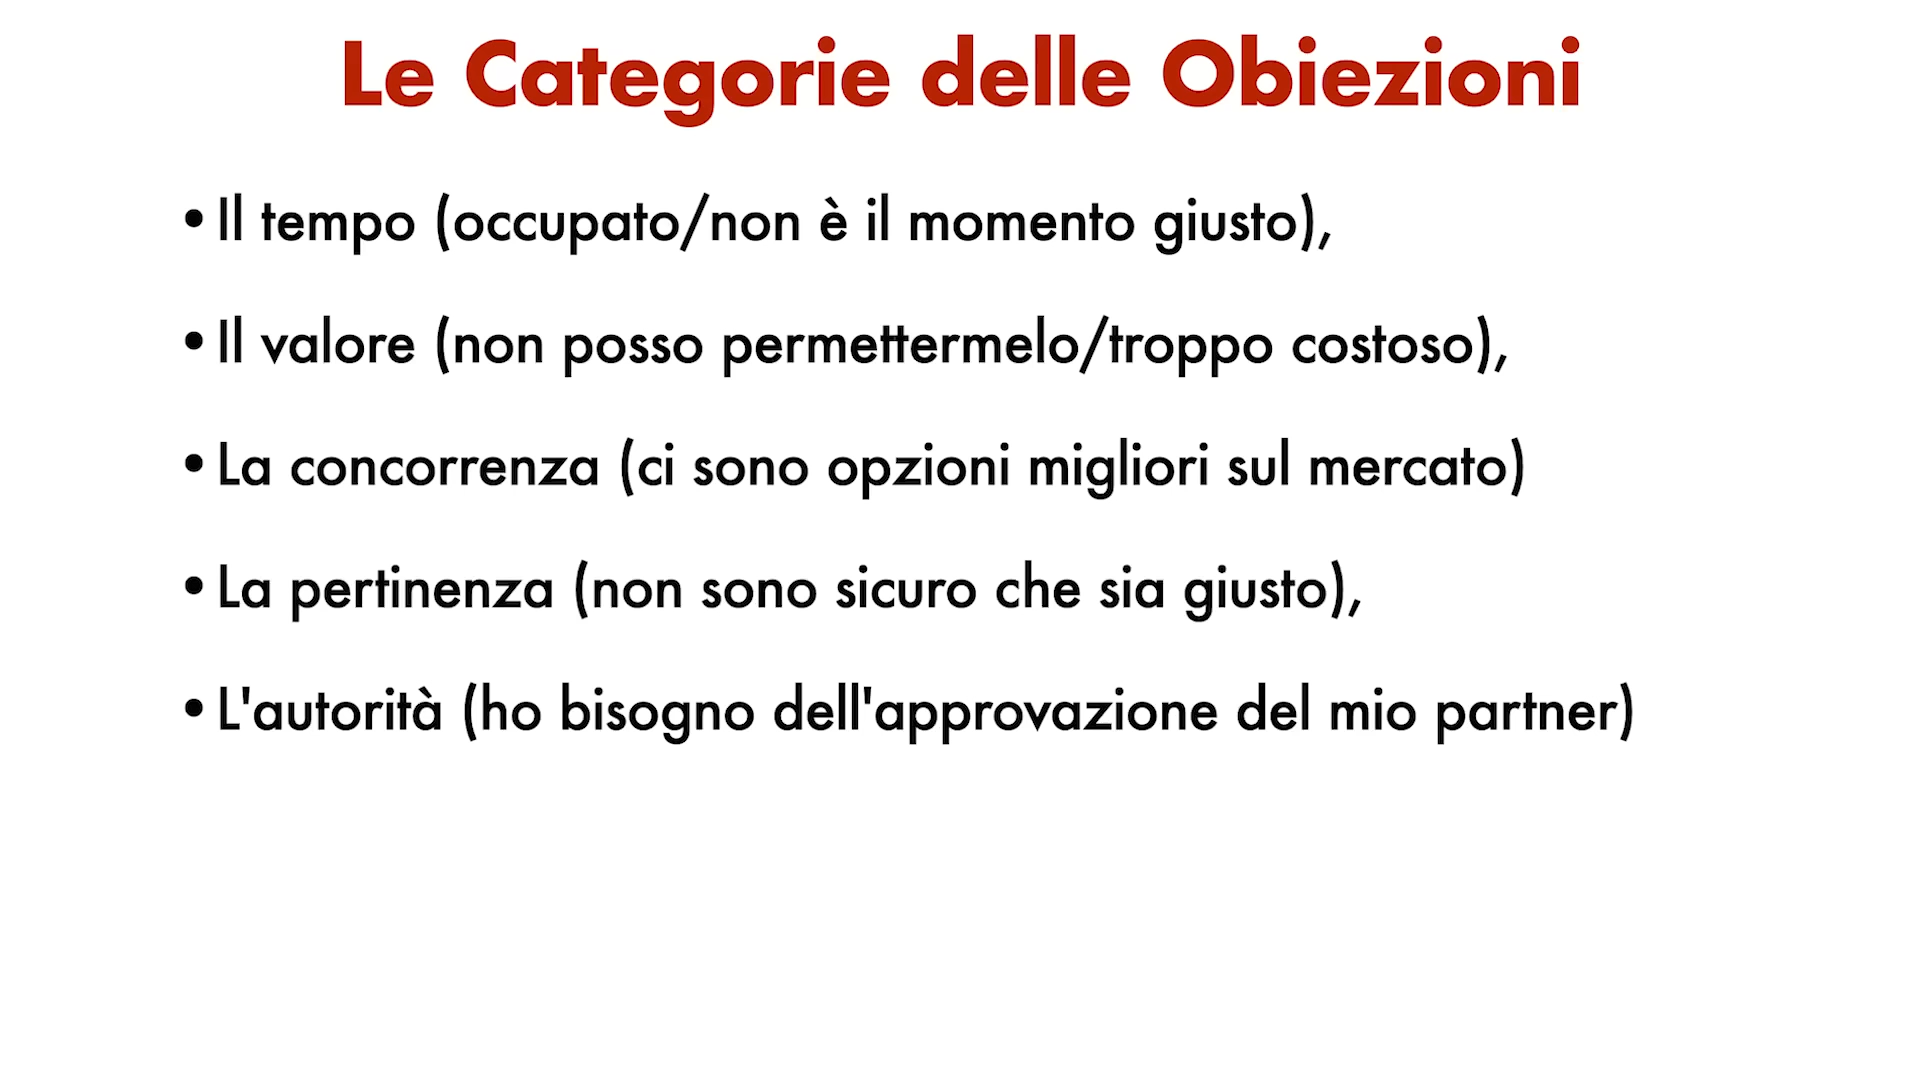 Le Categorie delle Obiezioni
•Il tempo (occupato/non è il momento giusto),
•Il valore (non posso permettermelo/troppo costoso),
•La concorrenza (ci sono opzioni migliori sul mercato)
•La pertinenza (non sono sicuro che sia giusto),
•L'autorità (ho bisogno dell'approvazione del mio partner)